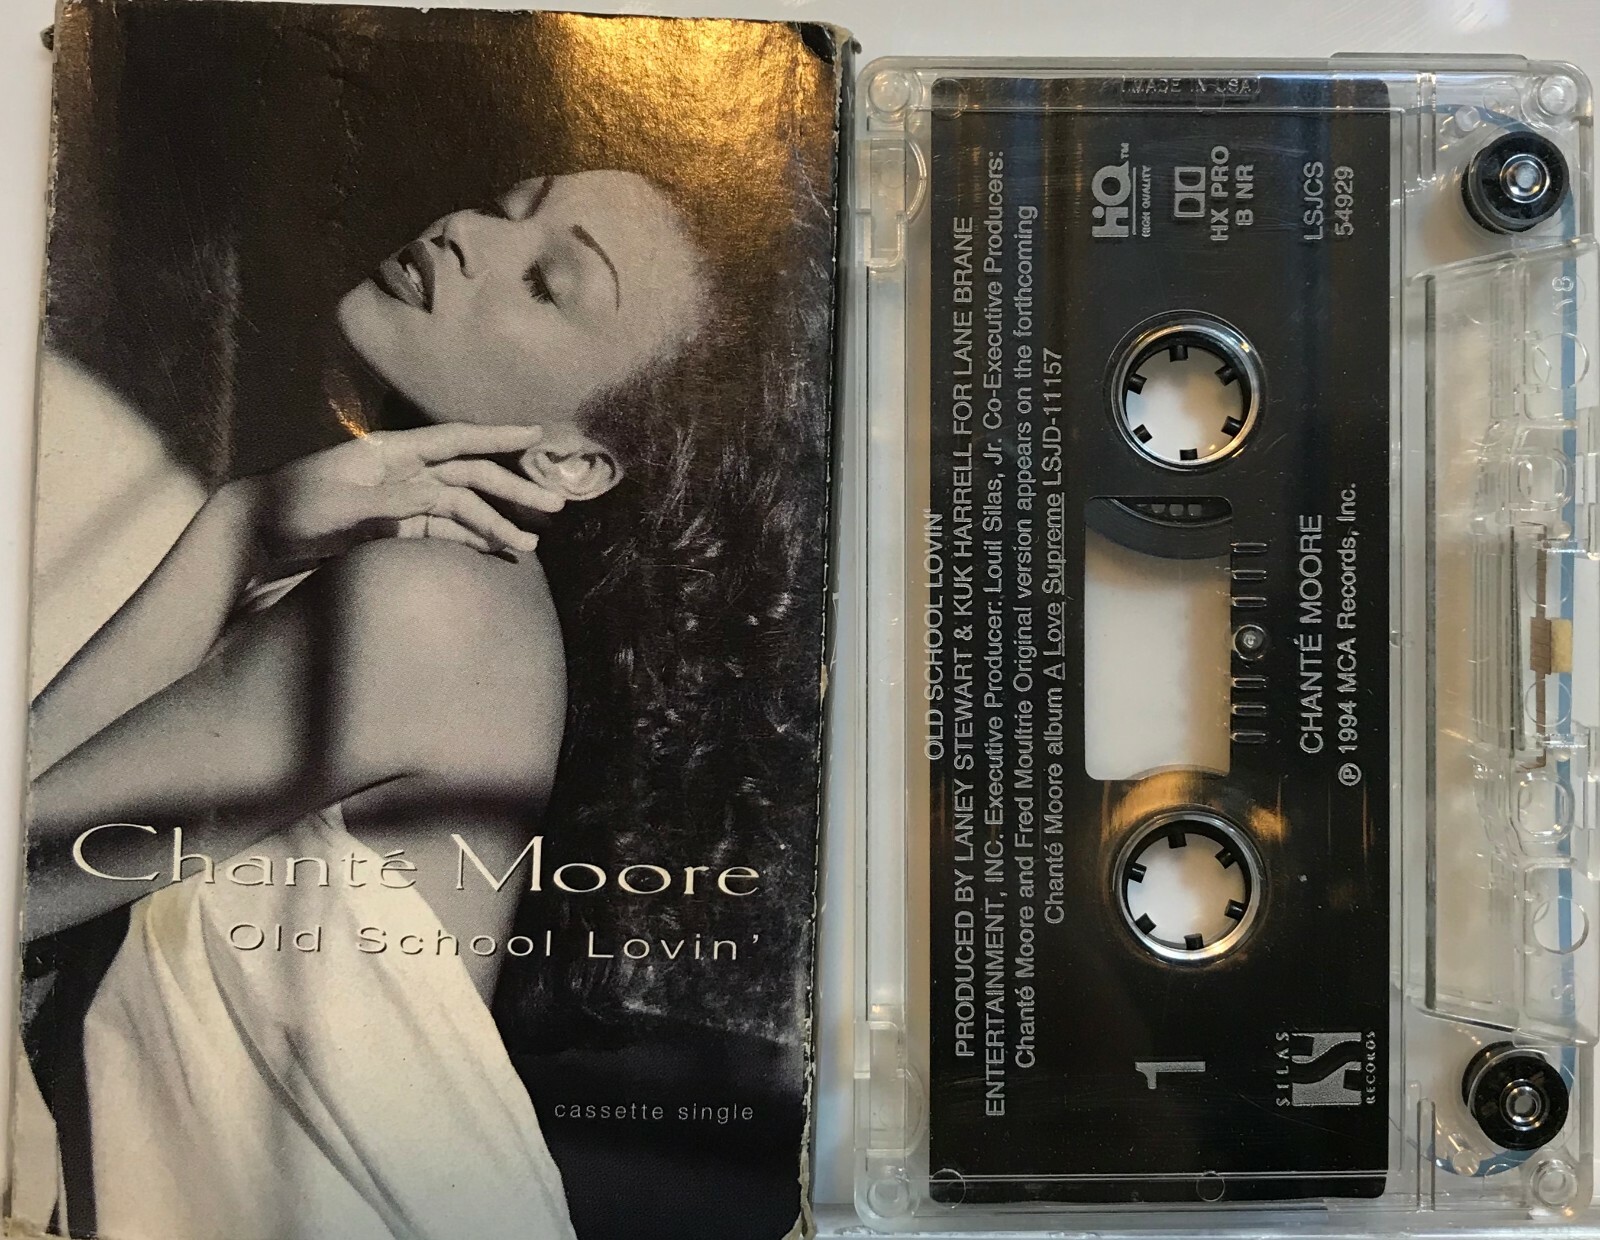 Chanté Moore
Old School Lovin'
cassette single
MADE IN USA
OLD SCHOOL LOVIN'
PRODUCED BY LANEY STEWART & KUK HARRELL FOR LANE BRANE
ENTERTAINMENT, INC. Executive Producer: Louil Silas, Jr. Co-Executive Producers:
Chanté Moore and Fred Moultrie Original version appears on the forthcoming
Chanté Moore album A Love Supreme LSJD-11157
HiQ™
HIGH QUALITY
HX PRO
B NR
LSJCS
54929
1
CHANTÉ MOORE
℗ 1994 MCA Records, Inc.
SILAS
RECORDS